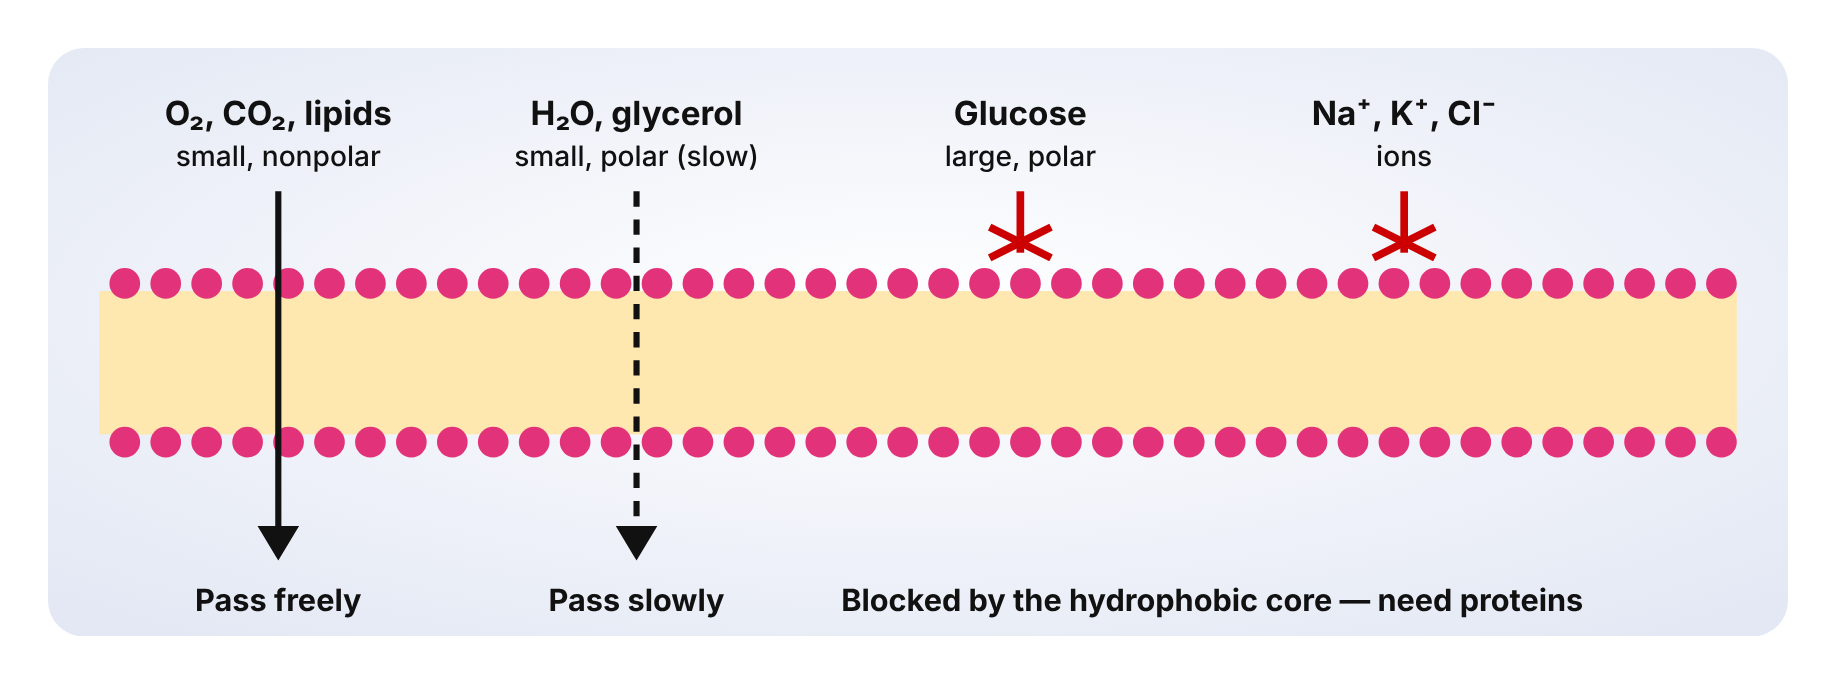 O₂, CO₂, lipids
small, nonpolar
H₂O, glycerol
small, polar (slow)
Glucose
large, polar
Na⁺, K⁺, Cl⁻
ions
Pass freely
Pass slowly
Blocked by the hydrophobic core — need proteins